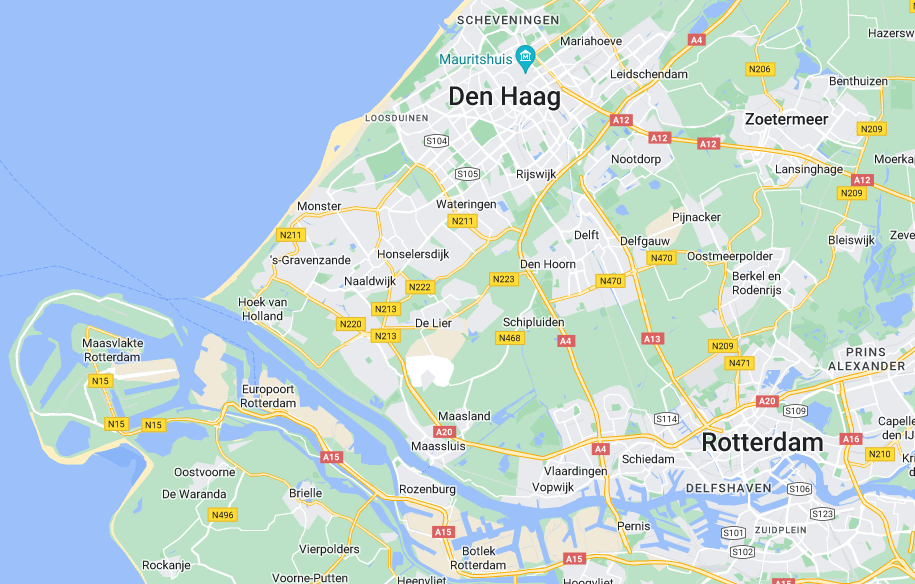 SCHEVENINGEN
Mariahoeve
A4
Hazersw
Mauritshuis
Leidschendam
N206
Benthuizen
Den Haag
LOOSDUINEN
A12
Zoetermeer
N209
S104
A12
A12
Nootdorp
Moerka
S105
Rijswijk
Lansinghage
A12
N209
Monster
Wateringen
N211
Pijnacker
N211
Delft
Delfgauw
Bleiswijk
Zeve
's-Gravenzande
Honselersdijk
Den Hoorn
N470
Oostmeerpolder
Naaldwijk
N222
N223
N470
Berkel en
Rodenrijs
Hoek van
Holland
N213
N220
De Lier
Schipluiden
N213
N468
A4
A13
N209
Maasvlakte
Rotterdam
N471
PRINS
ALEXANDER
N15
Europoort
Rotterdam
A20
S109
Maasland
S114
Capelle
den IJ
N15
N15
A20
Maassluis
A4
Rotterdam
A16
N210
A15
Schiedam
Kri
Oostvoorne
Vlaardingen
De Waranda
Brielle
Rozenburg
Vopwijk
DELFSHAVEN
S106
N496
S123
Pernis
A15
S101
ZUIDPLEIN
Vierpolders
Botlek
Rotterdam
A15
S102
Rockanje
Voorne-Putten
Heenvliet
Hoogvliet
A15